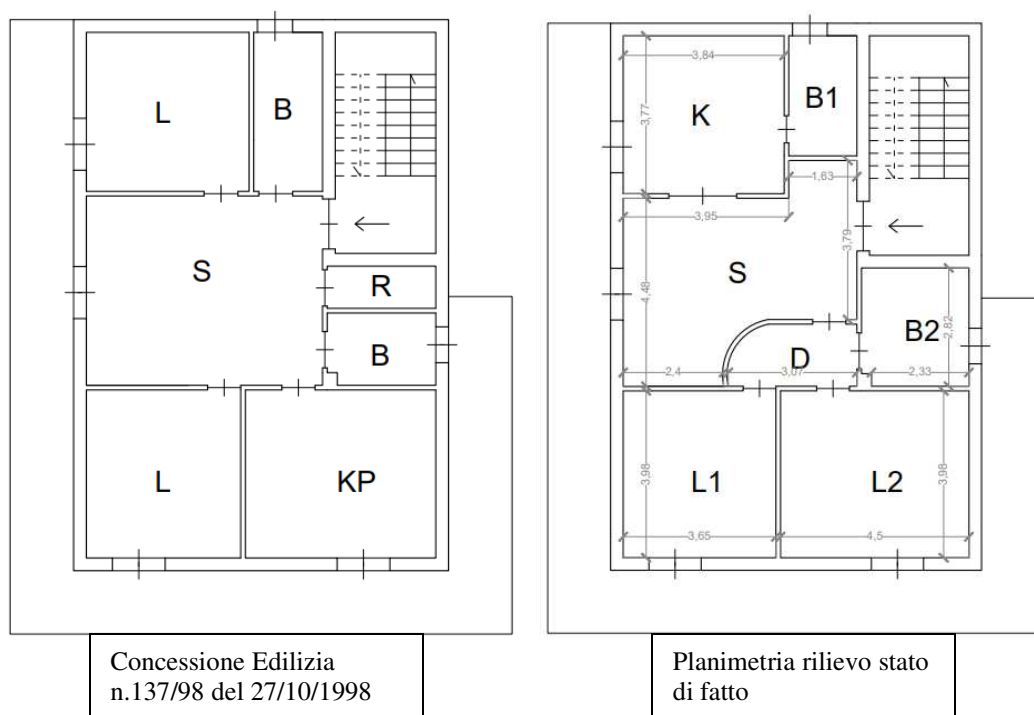 L
B
S
R
B
L
KP
Concessione Edilizia
n.137/98 del 27/10/1998
3,84
K
B1
3,77
1,63
3,95
3,79
S
4,48
B2
2,82
D
2,4
3,07
2,33
L1
L2
3,98
3,98
3,65
4,5
Planimetria rilievo stato
di fatto